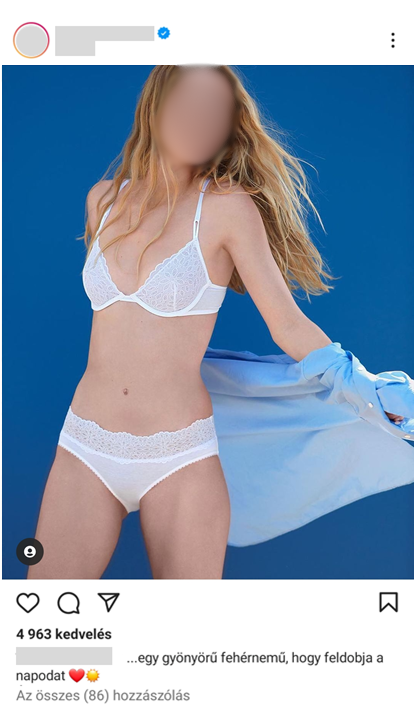 4 963 kedvelés
...egy gyönyörű fehérnemű, hogy feldobja a
napodat ❤️☀️
Az összes (86) hozzászólás